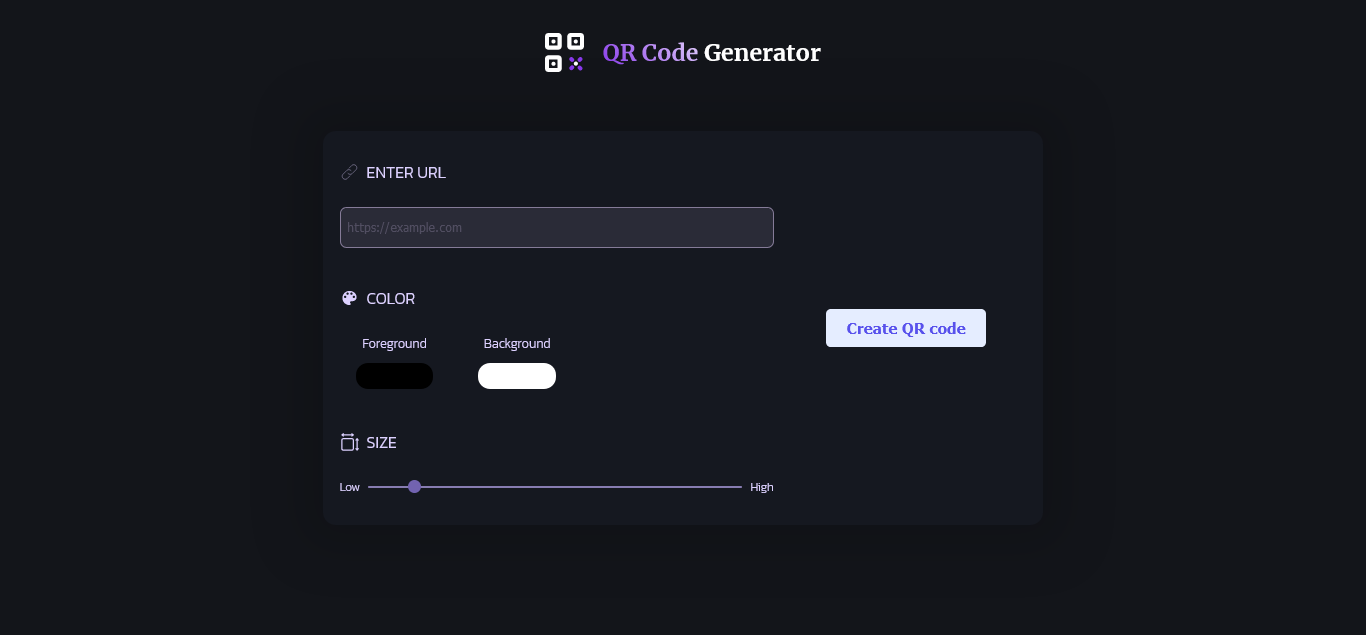 QR Code Generator
ENTER URL
https://example.com
COLOR
Foreground Background
Create QR code
SIZE
Low High